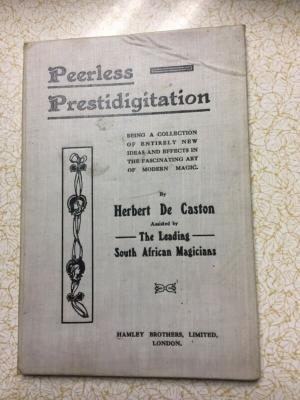 Peerless
Prestidigitation
BEING A COLLECTION
OF ENTIRELY NEW
IDEAS AND EFFECTS IN
THE FASCINATING ART
OF MODERN MAGIC.
By
Herbert De Caston
Assisted by
The Leading
South African Magicians
HAMLEY BROTHERS, LIMITED,
LONDON.